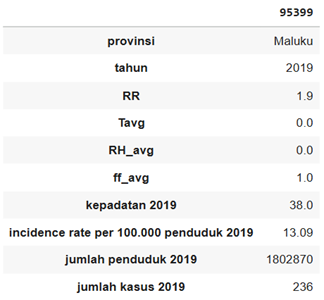 95399
provinsi Maluku
tahun 2019
RR 1.9
Tavg 0.0
RH_avg 0.0
ff_avg 1.0
kepadatan 2019 38.0
incidence rate per 100.000 penduduk 2019 13.09
jumlah penduduk 2019 1802870
jumlah kasus 2019 236